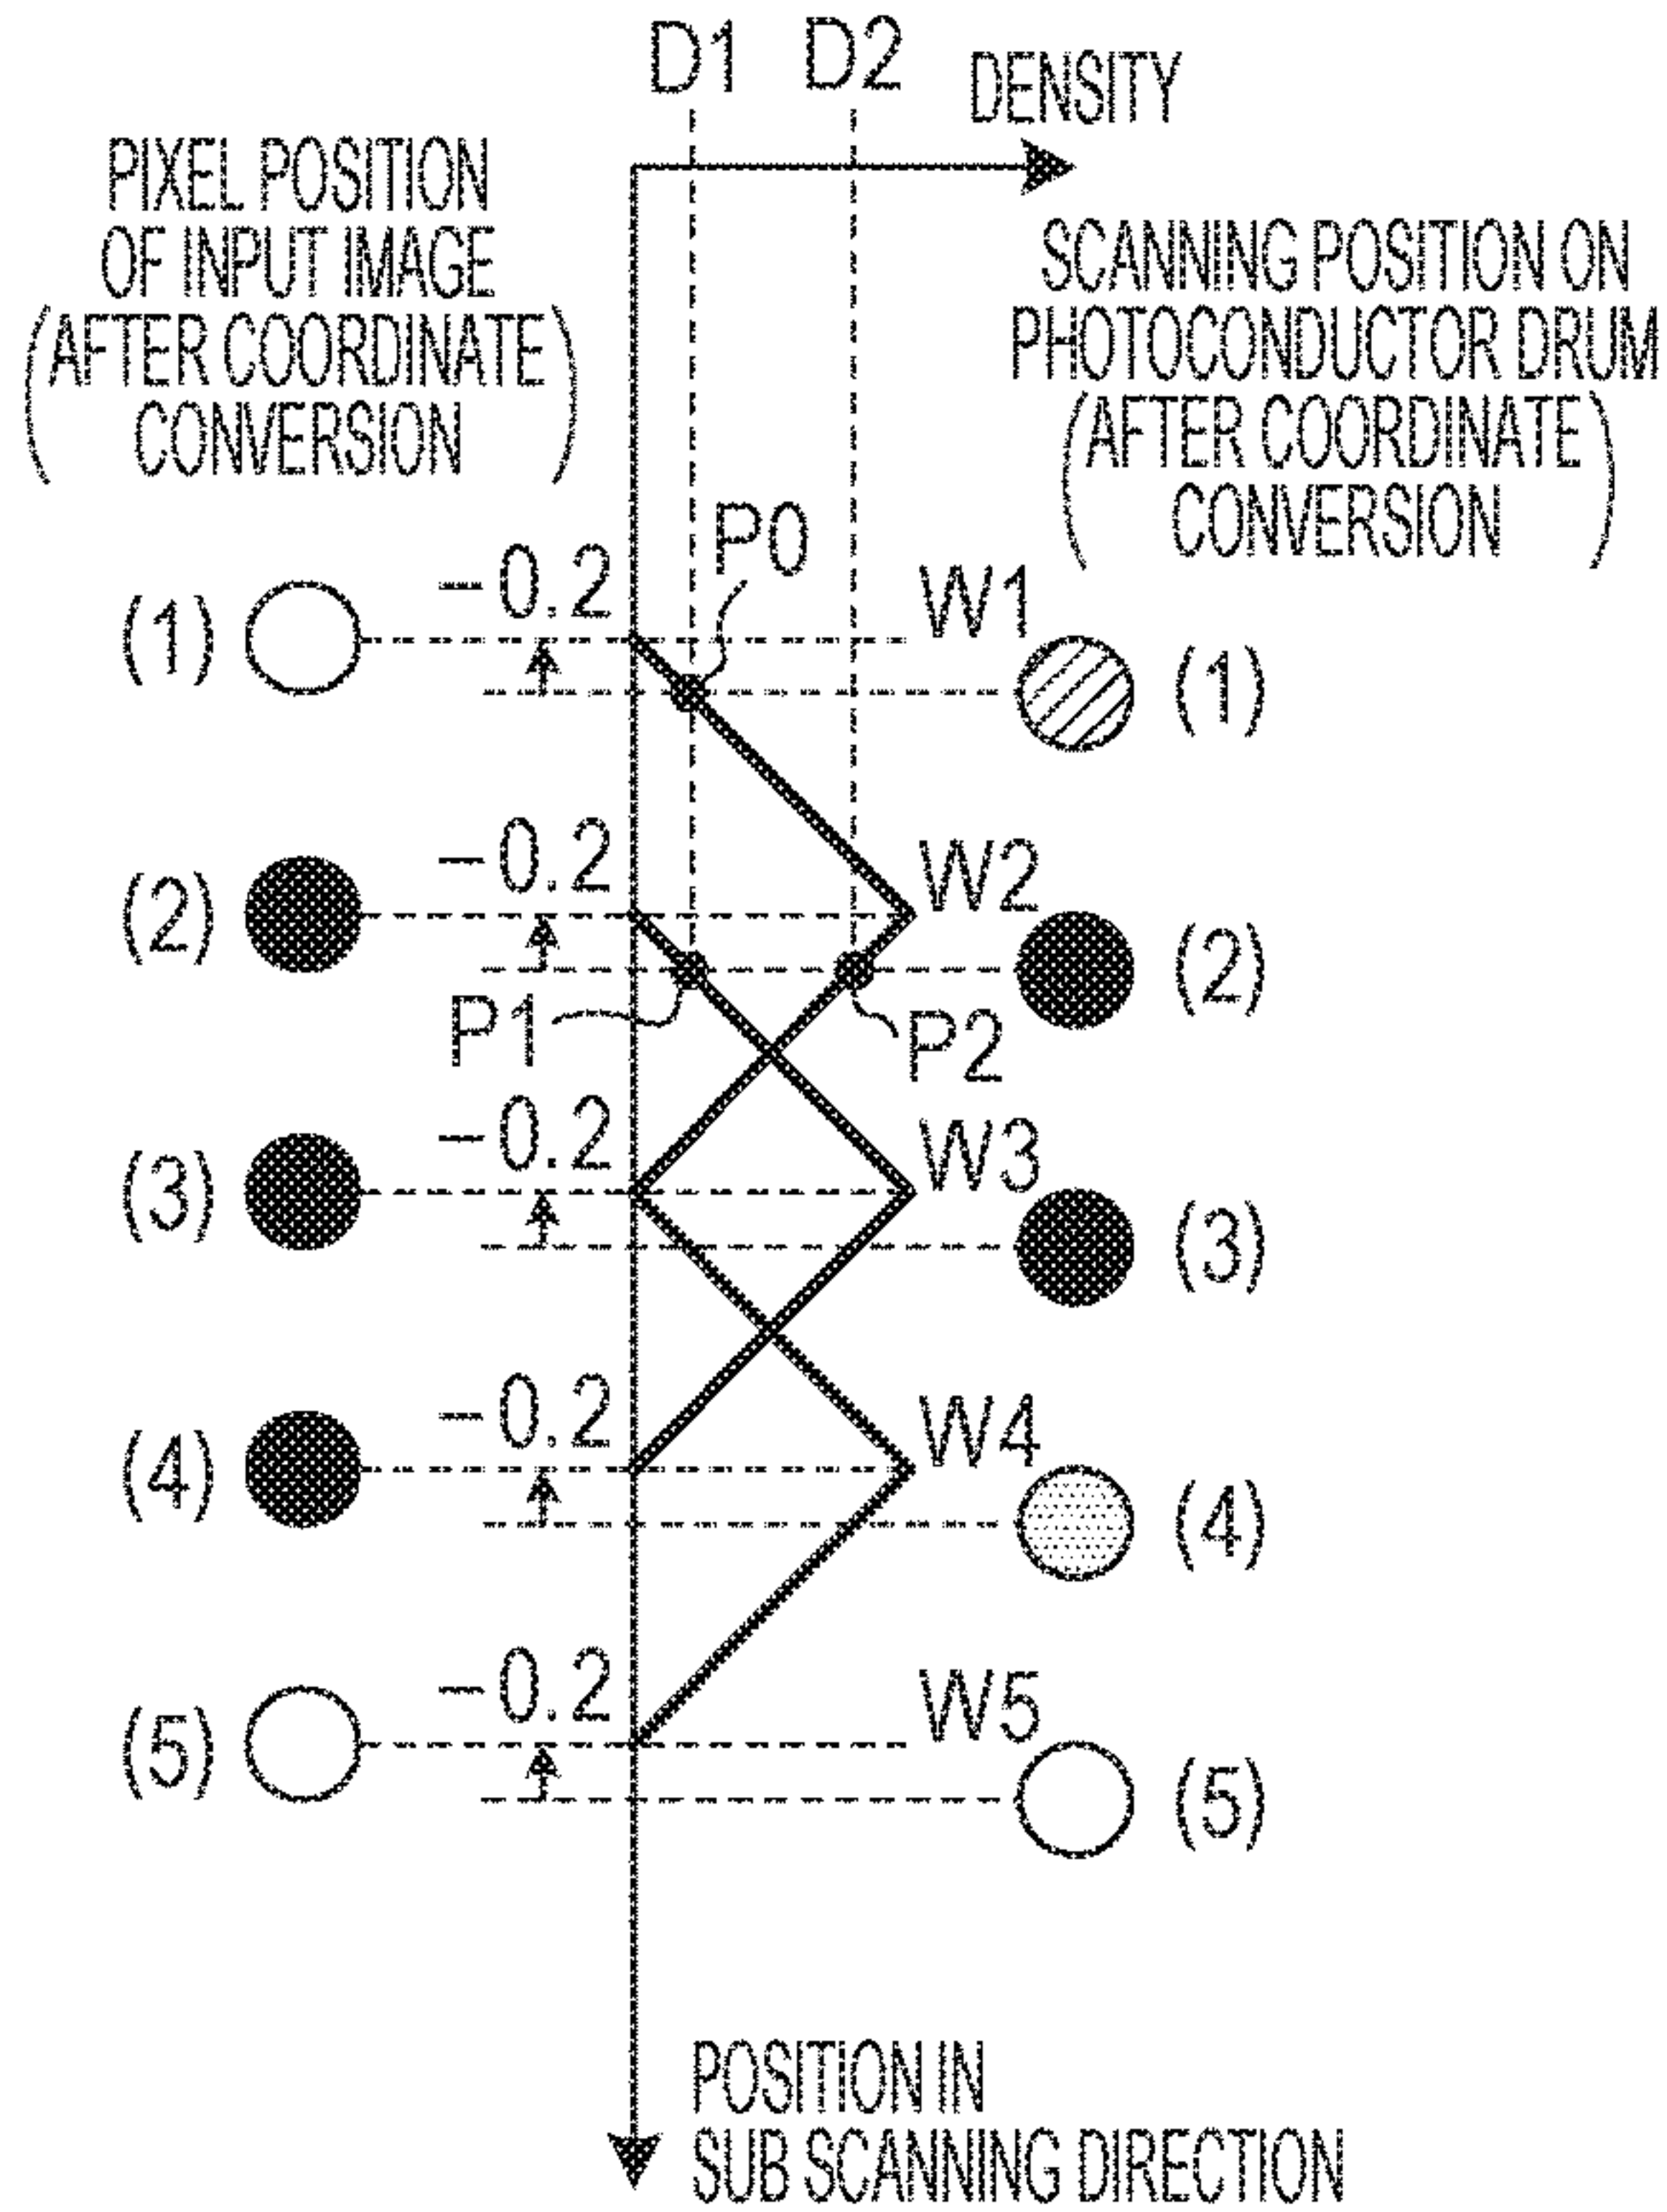 D1 D2 DENSITY
PIXEL POSITION
OF INPUT IMAGE
(AFTER COORDINATE
CONVERSION)
SCANNING POSITION ON
PHOTOCONDUCTOR DRUM
(AFTER COORDINATE
CONVERSION)
P0
(1) -0.2 W1 (1)
(2) -0.2 W2 (2)
P1 P2
(3) -0.2 W3 (3)
(4) -0.2 W4 (4)
(5) -0.2 W5 (5)
POSITION IN
SUB SCANNING DIRECTION